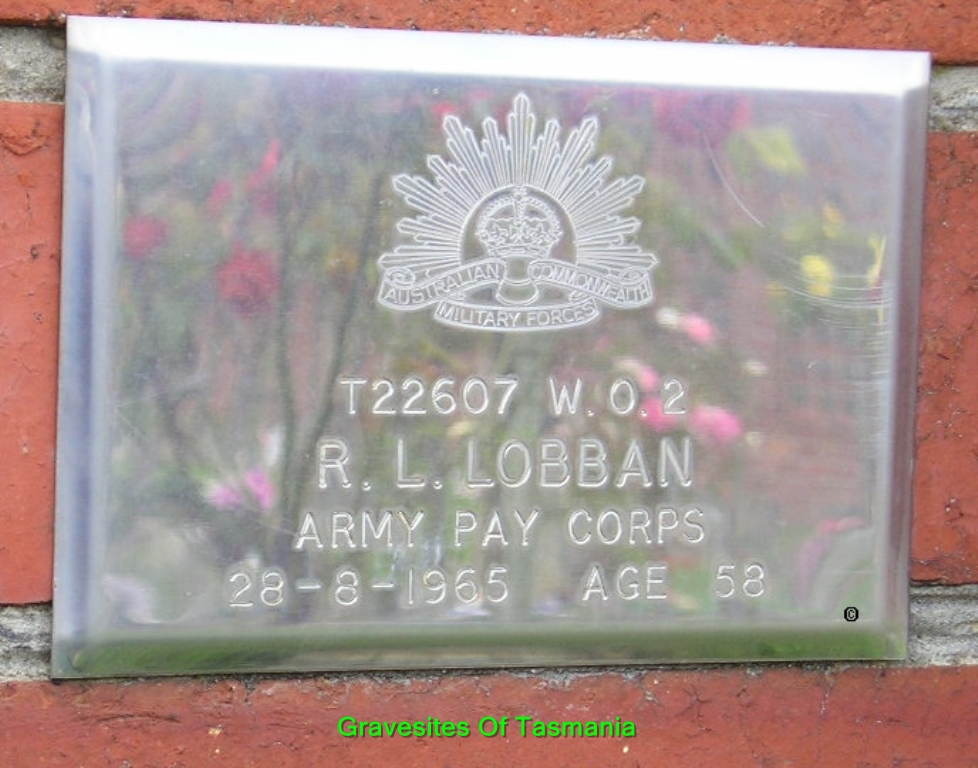 AUSTRALIAN COMMONWEALTH
MILITARY FORCES
T22607 W.O.2
R. L. LOBBAN
ARMY PAY CORPS
28-8-1965 AGE 58
©
Gravesites Of Tasmania